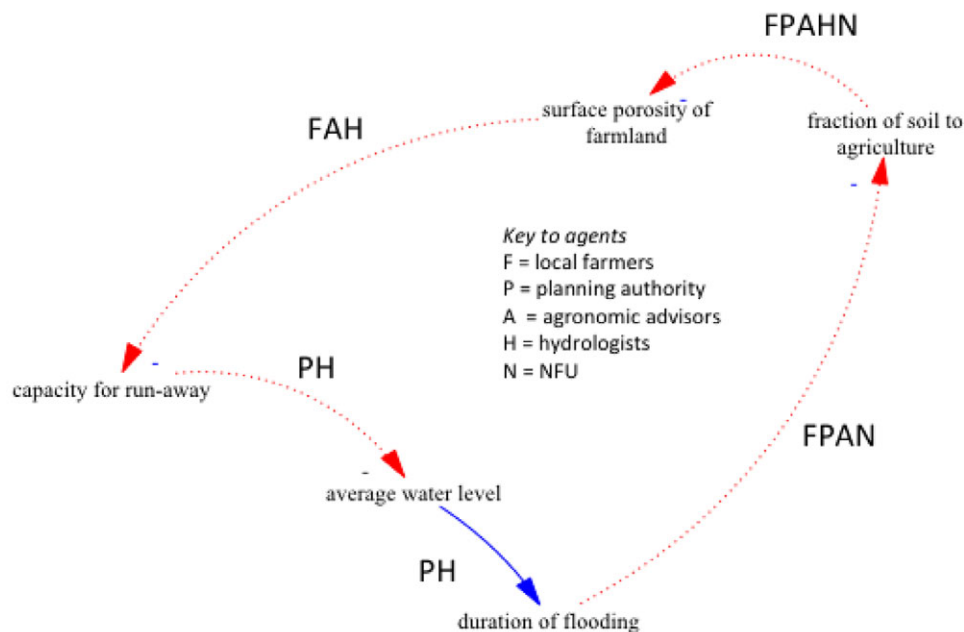 FPAHN
-
surface porosity of
farmland
fraction of soil to
agriculture
-
FAH
Key to agents
F = local farmers
P = planning authority
A = agronomic advisors
H = hydrologists
N = NFU
-
capacity for run-away
PH
FPAN
-
average water level
PH
duration of flooding